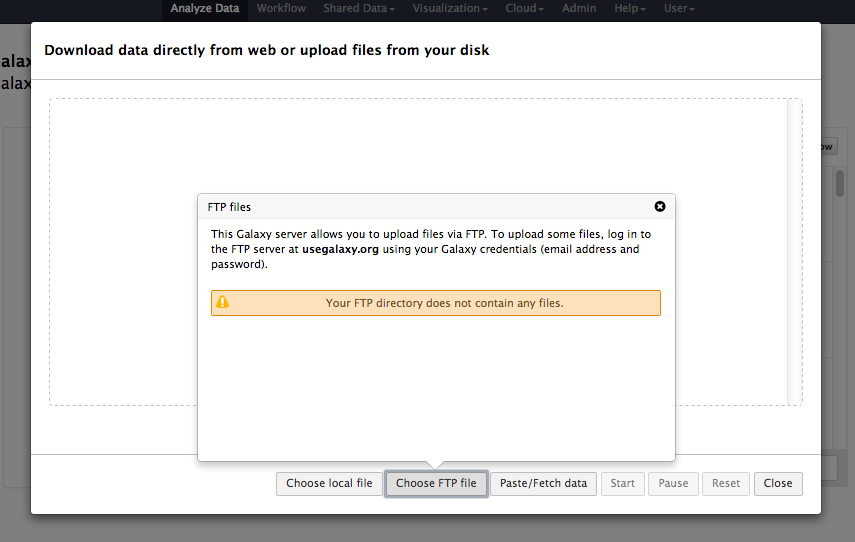 Analyze Data Workflow Shared Data Visualization Cloud Admin Help User
Download data directly from web or upload files from your disk
FTP files
This Galaxy server allows you to upload files via FTP. To upload some files, log in to
the FTP server at usegalaxy.org using your Galaxy credentials (email address and
password).
Your FTP directory does not contain any files.
Choose local file Choose FTP file Paste/Fetch data Start Pause Reset Close